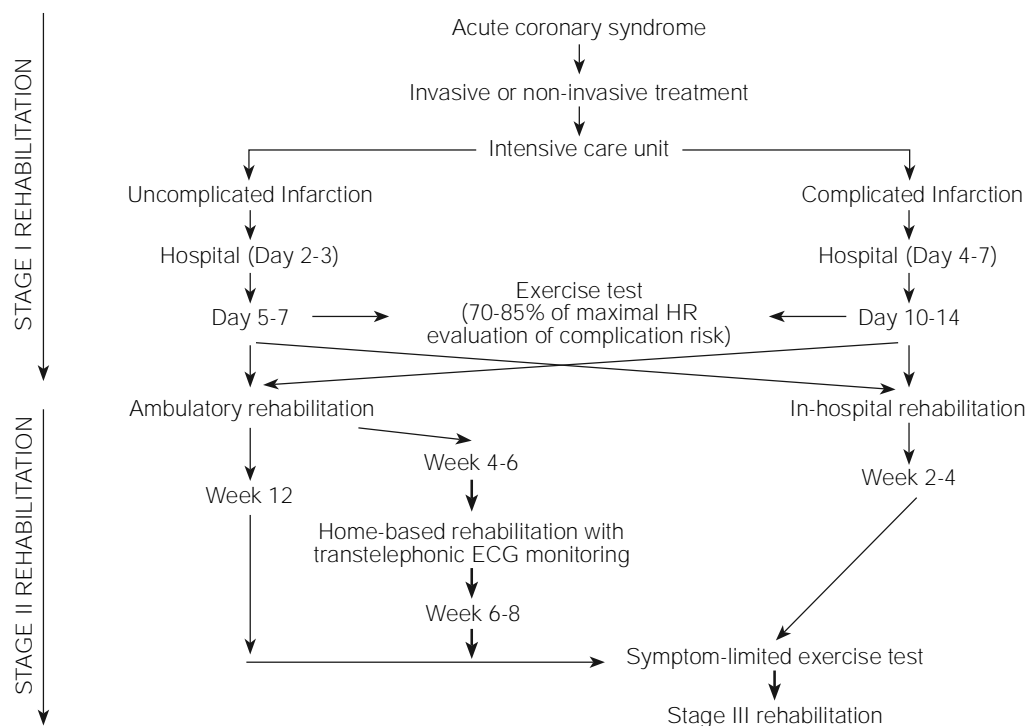 STAGE I REHABILITATION
Acute coronary syndrome
Invasive or non-invasive treatment
Intensive care unit
Uncomplicated Infarction
Complicated Infarction
Hospital (Day 2-3)
Hospital (Day 4-7)
Exercise test
(70-85% of maximal HR
evaluation of complication risk)
Day 5-7
Day 10-14
STAGE II REHABILITATION
Ambulatory rehabilitation
In-hospital rehabilitation
Week 4-6
Week 2-4
Week 12
Home-based rehabilitation with
transtelephonic ECG monitoring
Week 6-8
Symptom-limited exercise test
Stage III rehabilitation